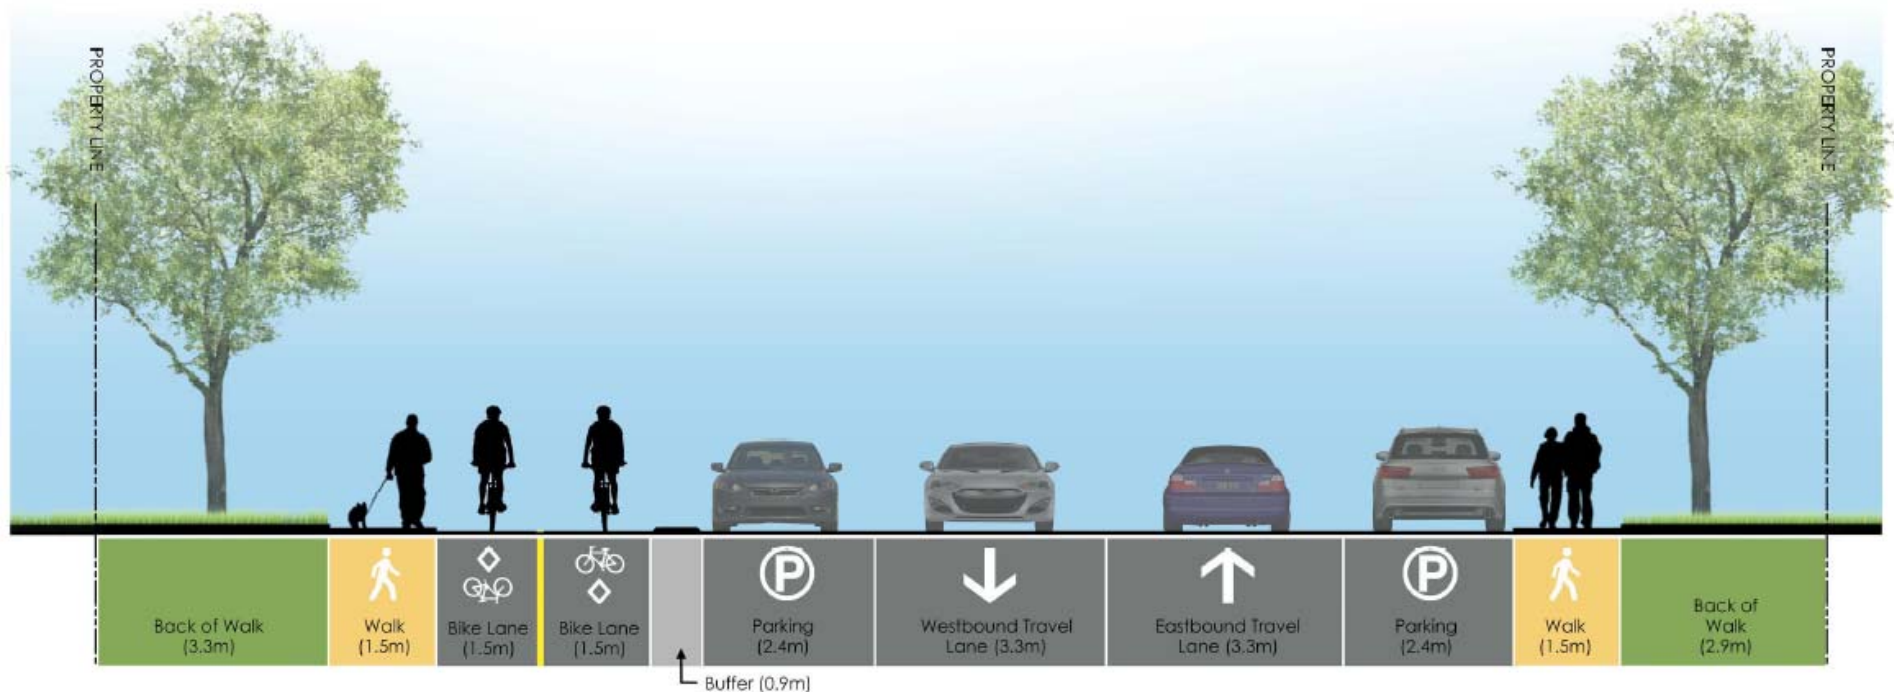 PROPERTY LINE
PROPERTY LINE
Back of Walk
(3.3m)
Walk
(1.5m)
Bike Lane
(1.5m)
Bike Lane
(1.5m)
Buffer (0.9m)
P
Parking
(2.4m)
Westbound Travel
Lane (3.3m)
Eastbound Travel
Lane (3.3m)
P
Parking
(2.4m)
Walk
(1.5m)
Back of
Walk
(2.9m)